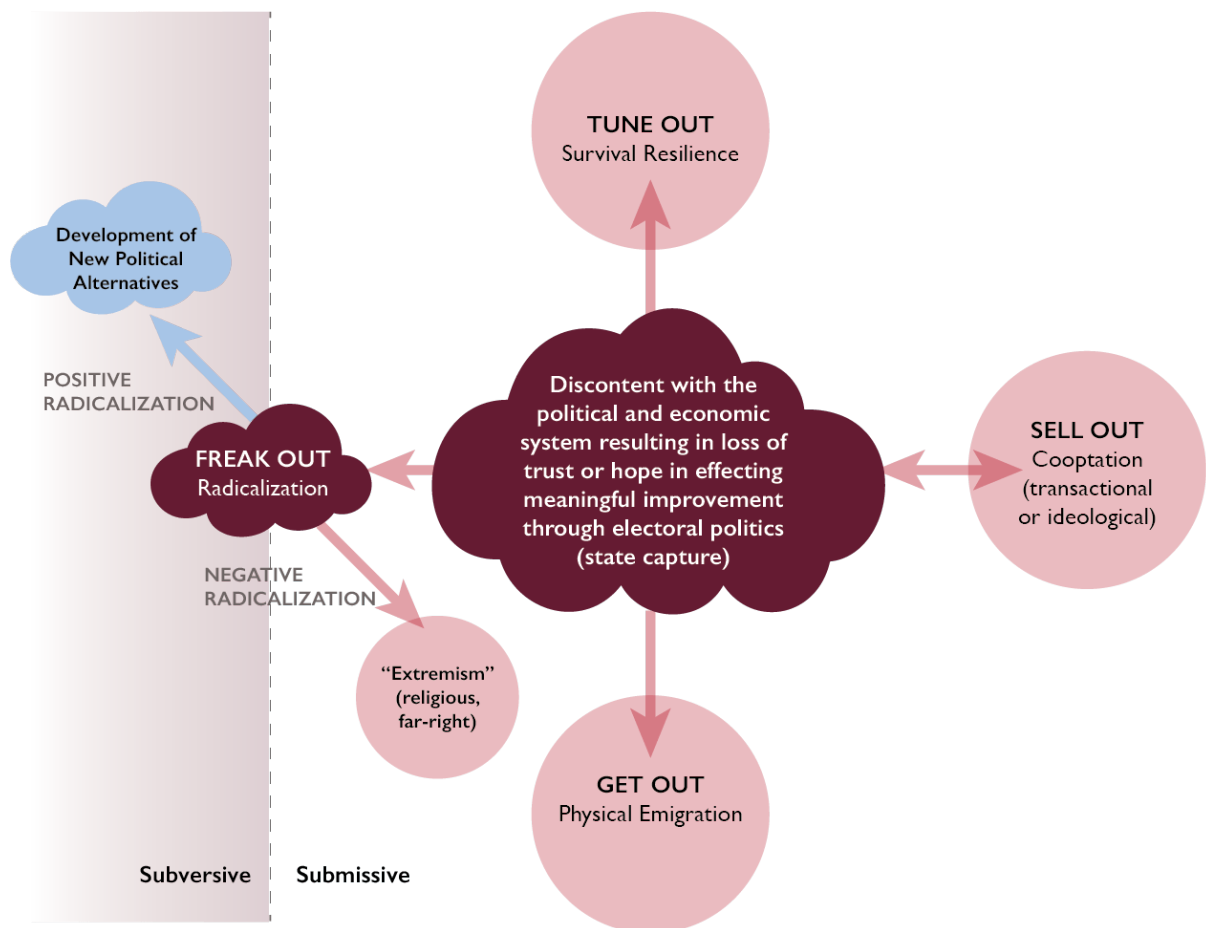 TUNE OUT
Survival Resilience
Development of
New Political
Alternatives
POSITIVE
RADICALIZATION
FREAK OUT
Radicalization
NEGATIVE
RADICALIZATION
“Extremism”
(religious,
far-right)
Discontent with the
political and economic
system resulting in loss of
trust or hope in effecting
meaningful improvement
through electoral politics
(state capture)
SELL OUT
Cooptation
(transactional
or ideological)
GET OUT
Physical Emigration
Subversive
Submissive